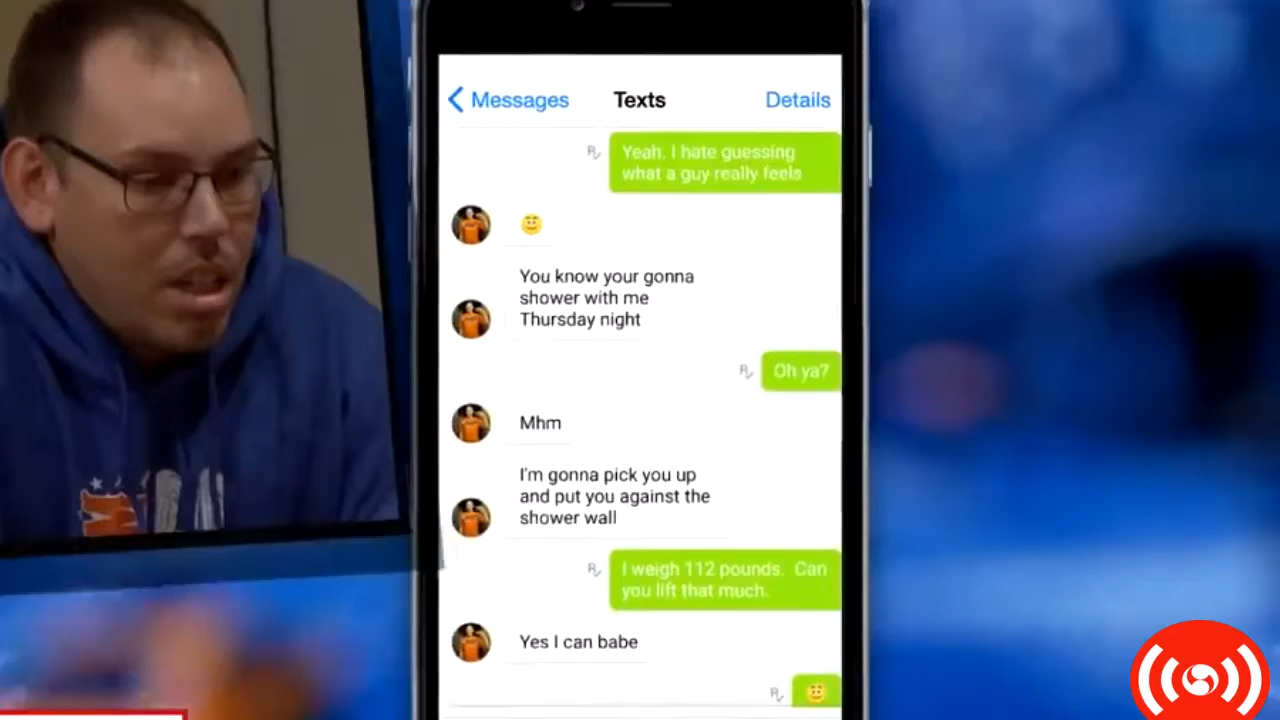 Messages
Texts
Details
Yeah. I hate guessing
what a guy really feels
You know your gonna
shower with me
Thursday night
Oh ya?
Mhm
I'm gonna pick you up
and put you against the
shower wall
I weigh 112 pounds. Can
you lift that much.
Yes I can babe